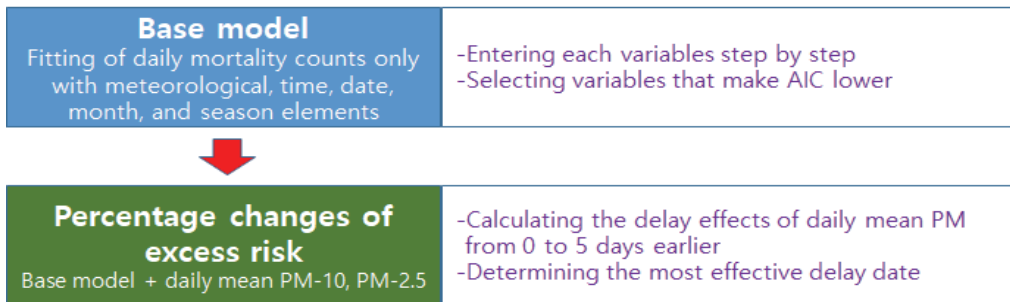 Base model
Fitting of daily mortality counts only
with meteorological, time, date,
month, and season elements
-Entering each variables step by step
-Selecting variables that make AIC lower
Percentage changes of
excess risk
Base model + daily mean PM-10, PM-2.5
-Calculating the delay effects of daily mean PM
from 0 to 5 days earlier
-Determining the most effective delay date